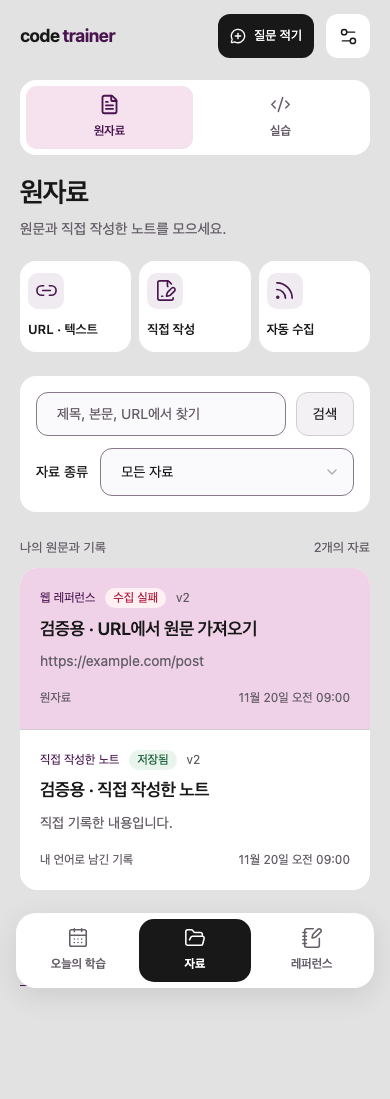 code trainer
질문 적기
원자료
실습
원자료
원문과 직접 작성한 노트를 모으세요.
URL · 텍스트
직접 작성
자동 수집
제목, 본문, URL에서 찾기
검색
자료 종류
모든 자료
나의 원문과 기록
2개의 자료
웹 레퍼런스 수집 실패 v2
검증용 · URL에서 원문 가져오기
https://example.com/post
원자료
11월 20일 오전 09:00
직접 작성한 노트 저장됨 v2
검증용 · 직접 작성한 노트
직접 기록한 내용입니다.
내 언어로 남긴 기록
11월 20일 오전 09:00
오늘의 학습
자료
레퍼런스